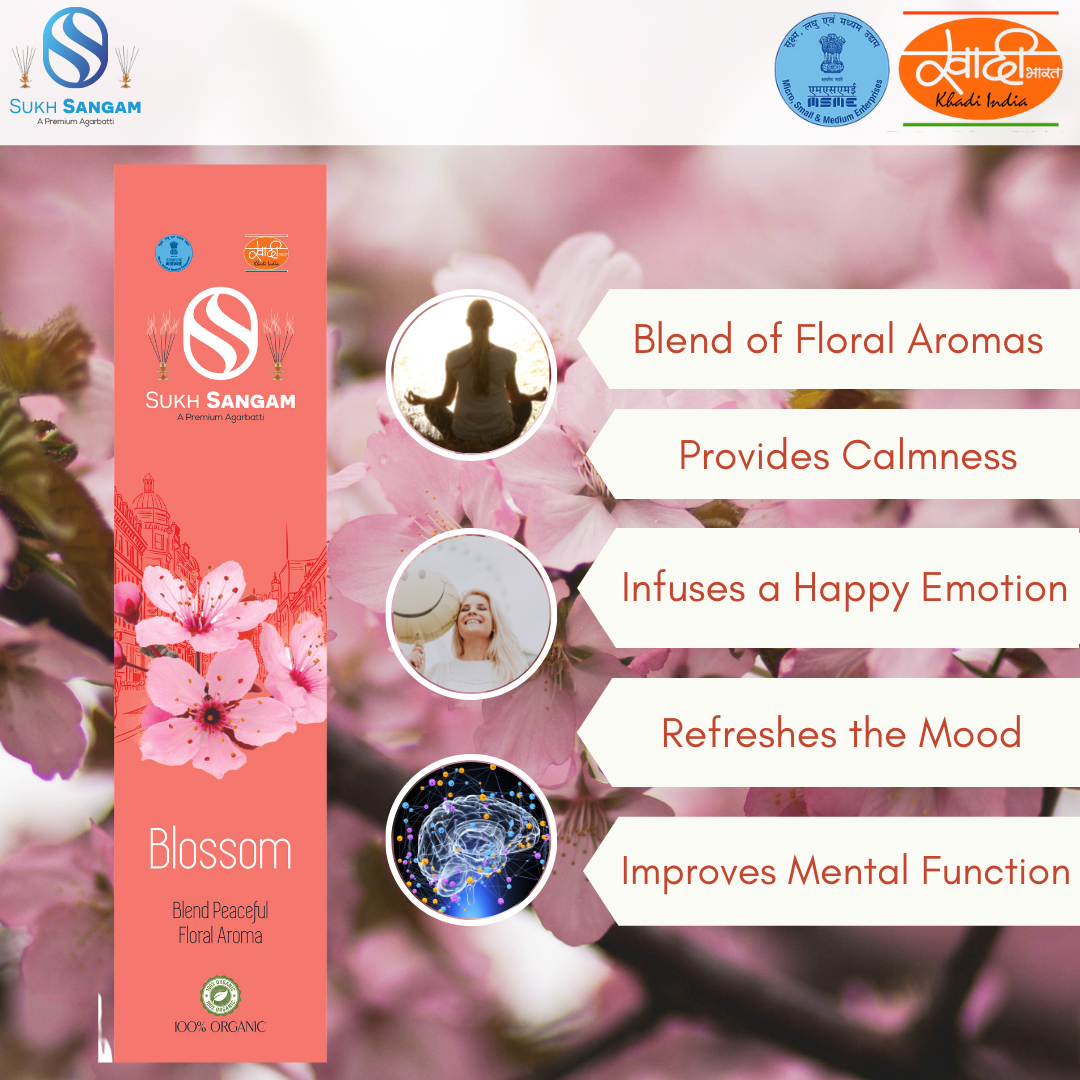 SUKH SANGAM
A Premium Agarbatti
सूक्ष्म, लघु एवं मध्यम उद्यम
एमएसएमई
MSME
Micro, Small & Medium Enterprises
खादी भारत
Khadi India
SUKH SANGAM
A Premium Agarbatti
Blossom
Blend Peaceful
Floral Aroma
100% ORGANIC
Blend of Floral Aromas
Provides Calmness
Infuses a Happy Emotion
Refreshes the Mood
Improves Mental Function